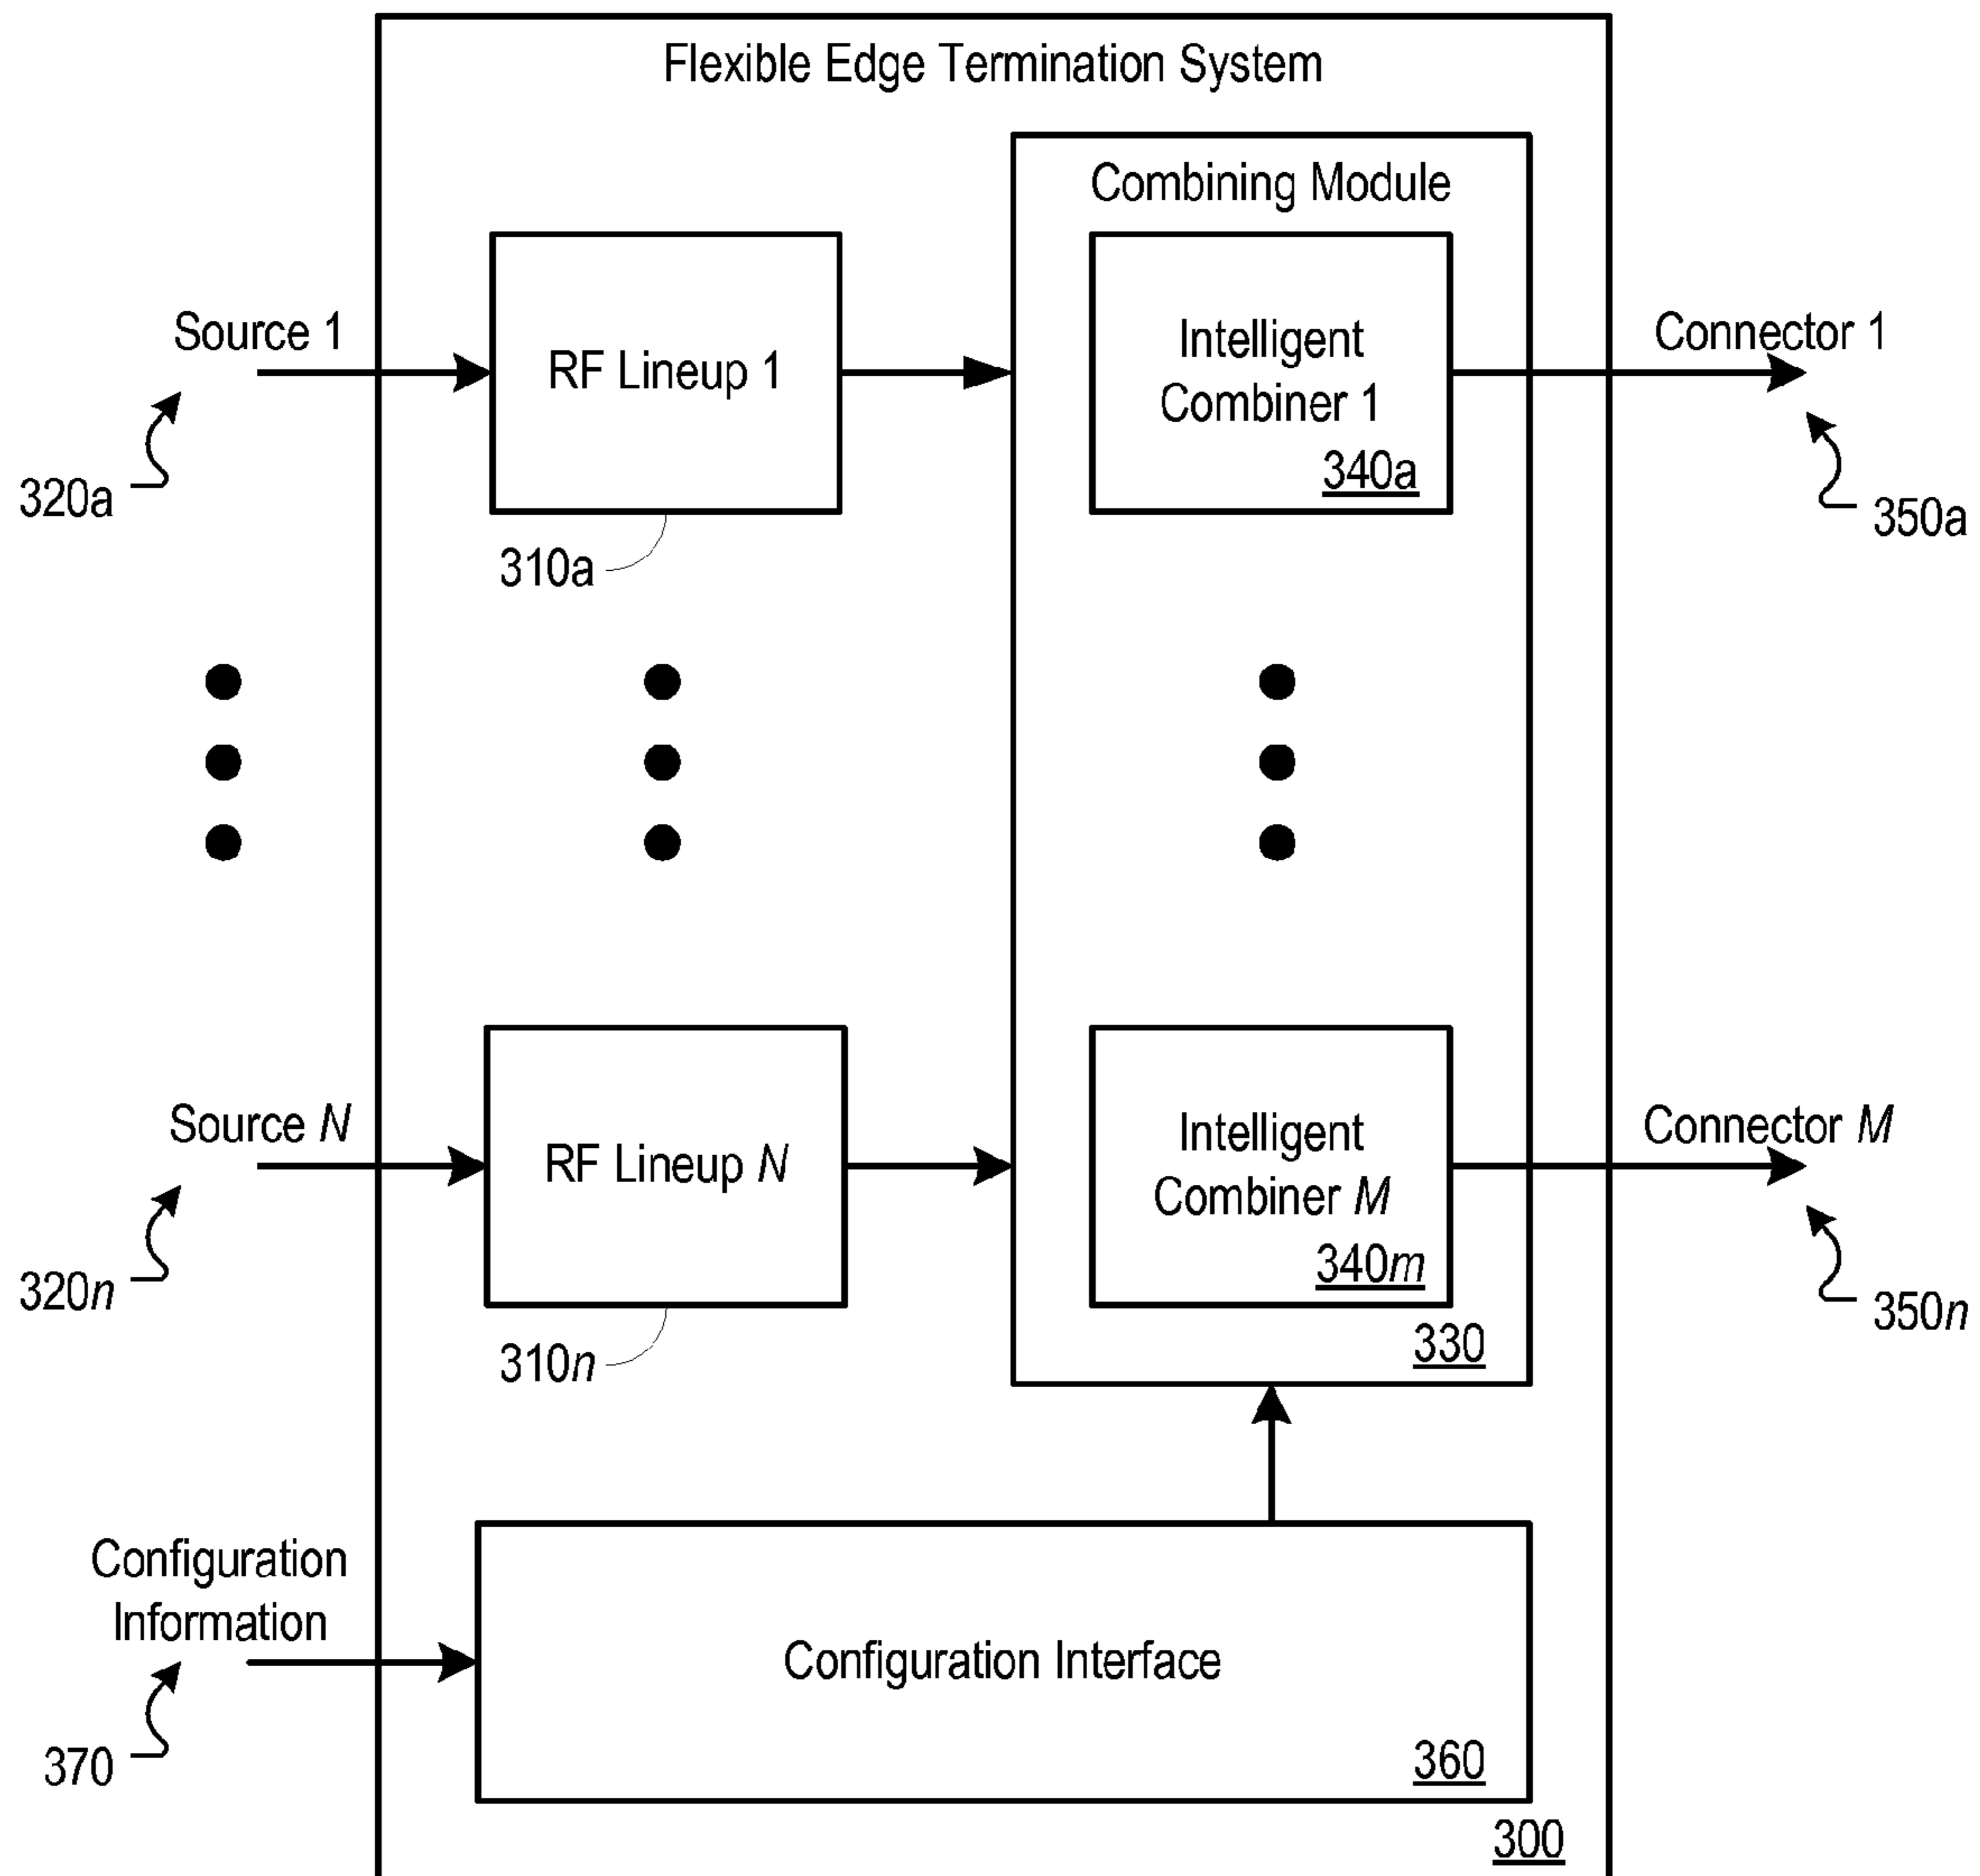 Flexible Edge Termination System
Combining Module
Source 1
RF Lineup 1
Intelligent
Combiner 1
340a
Connector 1
320a
310a
350a
Source N
RF Lineup N
Intelligent
Combiner M
340m
Connector M
320n
310n
330
350n
Configuration
Information
Configuration Interface
370
360
300